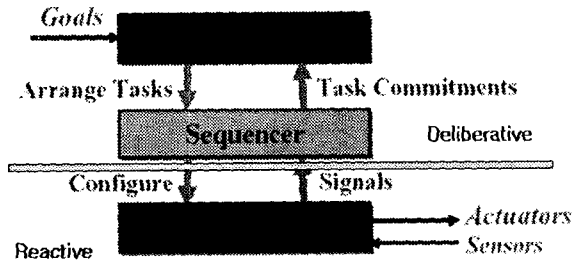 Goals
Arrange Tasks
Task Commitments
Sequencer
Deliberative
Configure
Signals
Actuators
Sensors
Reactive